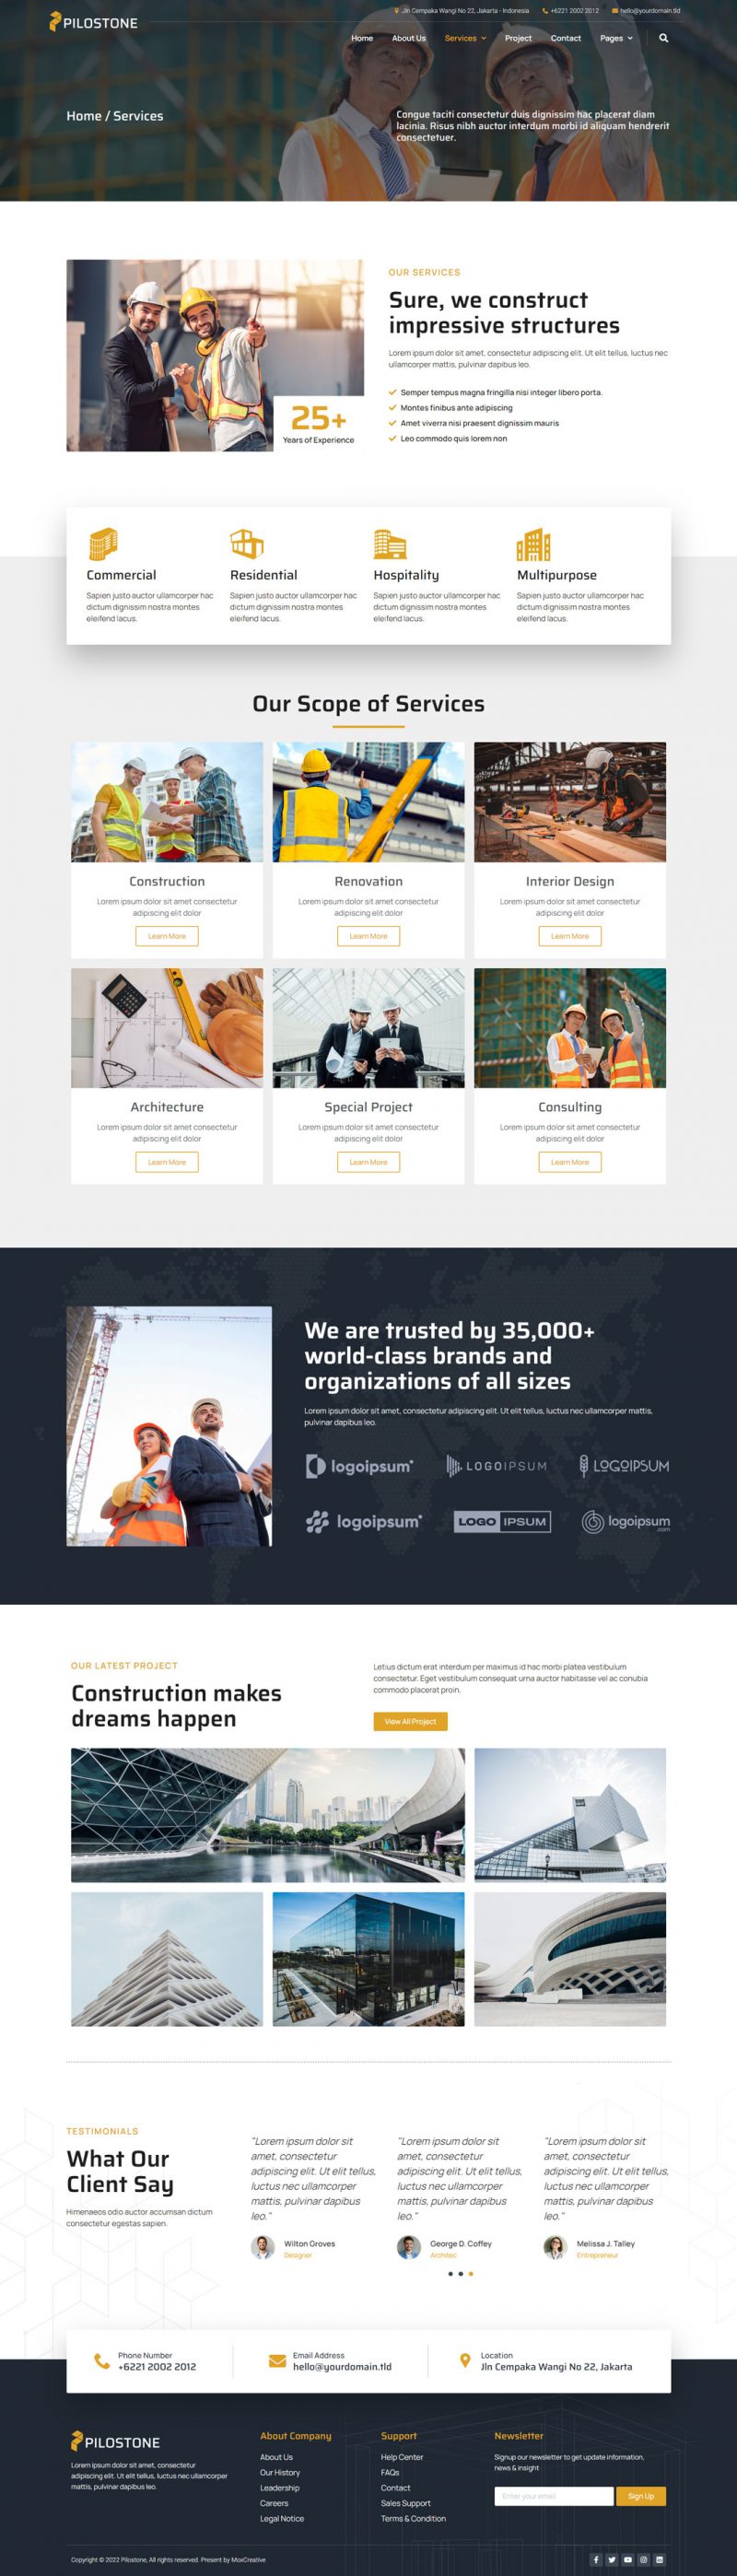 PILOSTONE
Jln Cempaka Wangi No 22, Jakarta - Indonesia
+6221 2002 2012
hello@yourdomain.tld
Home About Us Services Project Contact Pages
Home / Services
Congue taciti consectetur duis dignissim hac placerat diam
lacinia. Risus nibh auctor interdum morbi id aliquam hendrerit
consectetuer.
OUR SERVICES
Sure, we construct
impressive structures
Lorem ipsum dolor sit amet, consectetur adipiscing elit. Ut elit tellus, luctus nec
ullamcorper mattis, pulvinar dapibus leo.
Semper tempus magna fringilla nisi integer libero porta.
Montes finibus ante adipiscing
Amet viverra nisi praesent dignissim mauris
Leo commodo quis lorem non
25+
Years of Experience
Commercial
Sapien justo auctor ullamcorper hac
dictum dignissim nostra montes
eleifend lacus.
Residential
Sapien justo auctor ullamcorper hac
dictum dignissim nostra montes
eleifend lacus.
Hospitality
Sapien justo auctor ullamcorper hac
dictum dignissim nostra montes
eleifend lacus.
Multipurpose
Sapien justo auctor ullamcorper hac
dictum dignissim nostra montes
eleifend lacus.
Our Scope of Services
Construction
Lorem ipsum dolor sit amet consectetur
adipiscing elit dolor
Learn More
Renovation
Lorem ipsum dolor sit amet consectetur
adipiscing elit dolor
Learn More
Interior Design
Lorem ipsum dolor sit amet consectetur
adipiscing elit dolor
Learn More
Architecture
Lorem ipsum dolor sit amet consectetur
adipiscing elit dolor
Learn More
Special Project
Lorem ipsum dolor sit amet consectetur
adipiscing elit dolor
Learn More
Consulting
Lorem ipsum dolor sit amet consectetur
adipiscing elit dolor
Learn More
We are trusted by 35,000+
world-class brands and
organizations of all sizes
Lorem ipsum dolor sit amet, consectetur adipiscing elit. Ut elit tellus, luctus nec ullamcorper mattis,
pulvinar dapibus leo.
logoipsum
LOGOIPSUM
LOGOIPSUM
logoipsum
LOGO IPSUM
logoipsum
.com
OUR LATEST PROJECT
Construction makes
dreams happen
Letius dictum erat interdum per maximus id hac morbi platea vestibulum
consectetur. Eget vestibulum consequat urna auctor habitasse vel ac conubia
commodo placerat proin.
View All Project
TESTIMONIALS
What Our
Client Say
Himenaeos odio auctor accumsan dictum
consectetur egestas sapien.
"Lorem ipsum dolor sit
amet, consectetur
adipiscing elit. Ut elit tellus,
luctus nec ullamcorper
mattis, pulvinar dapibus
leo."
Wilton Groves
Designer
"Lorem ipsum dolor sit
amet, consectetur
adipiscing elit. Ut elit tellus,
luctus nec ullamcorper
mattis, pulvinar dapibus
leo."
George D. Coffey
Architec
"Lorem ipsum dolor sit
amet, consectetur
adipiscing elit. Ut elit tellus,
luctus nec ullamcorper
mattis, pulvinar dapibus
leo."
Melissa J. Talley
Entrepreneur
Phone Number
+6221 2002 2012
Email Address
hello@yourdomain.tld
Location
Jln Cempaka Wangi No 22, Jakarta
PILOSTONE
Lorem ipsum dolor sit amet, consectetur
adipiscing elit. Ut elit tellus, luctus nec ullamcorper
mattis, pulvinar dapibus leo.
About Company
About Us
Our History
Leadership
Careers
Legal Notice
Support
Help Center
FAQs
Contact
Sales Support
Terms & Condition
Newsletter
Signup our newsletter to get update information,
news & insight
Enter your email
Sign Up
Copyright © 2022 Pilostone, All rights reserved. Present by MaxCreative